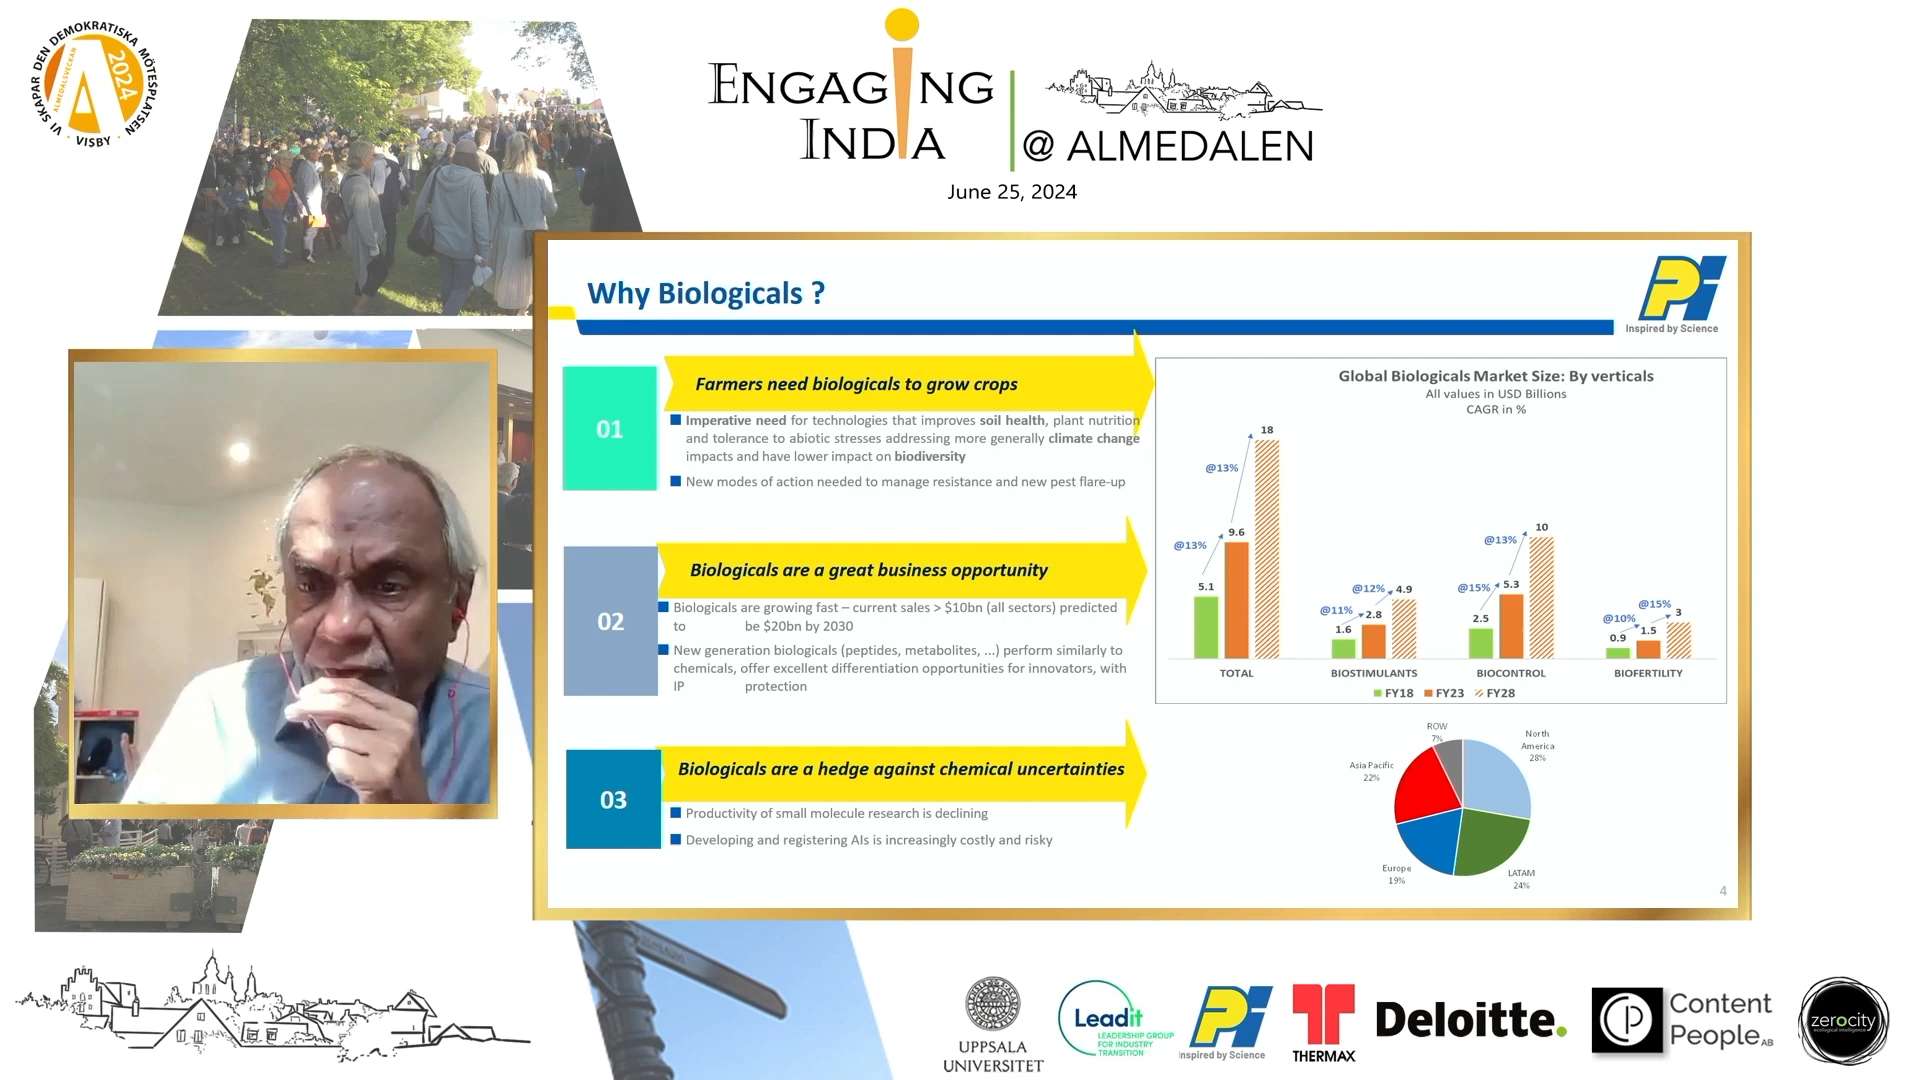 VI SKAPAR DEN DEMOKRATISKA MÖTESPLATSEN
VISBY
ALMEDALSVECKAN
2024
ENGAGING
INDIA
@ ALMEDALEN
June 25, 2024
Why Biologicals ?
Pi
Inspired by Science
01
Farmers need biologicals to grow crops
Imperative need for technologies that improves soil health, plant nutrition
and tolerance to abiotic stresses addressing more generally climate change
impacts and have lower impact on biodiversity
New modes of action needed to manage resistance and new pest flare-up
02
Biologicals are a great business opportunity
Biologicals are growing fast – current sales > $10bn (all sectors) predicted
to be $20bn by 2030
New generation biologicals (peptides, metabolites, ...) perform similarly to
chemicals, offer excellent differentiation opportunities for innovators, with
IP protection
03
Biologicals are a hedge against chemical uncertainties
Productivity of small molecule research is declining
Developing and registering AIs is increasingly costly and risky
Global Biologicals Market Size: By verticals
All values in USD Billions
CAGR in %
5.1 @13% 9.6 @13% 18
1.6 @11% 2.8 @12% 4.9
2.5 @15% 5.3 @13% 10
0.9 @10% 1.5 @15% 3
TOTAL BIOSTIMULANTS BIOCONTROL BIOFERTILITY
FY18 FY23 FY28
ROW
7%
North
America
28%
Asia Pacific
22%
Europe
19%
LATAM
24%
4
UPPSALA
UNIVERSITET
Leadit
LEADERSHIP GROUP
FOR INDUSTRY
TRANSITION
Pi
Inspired by Science
THERMAX
Deloitte.
Content
People AB
zerocity
ecological intelligence